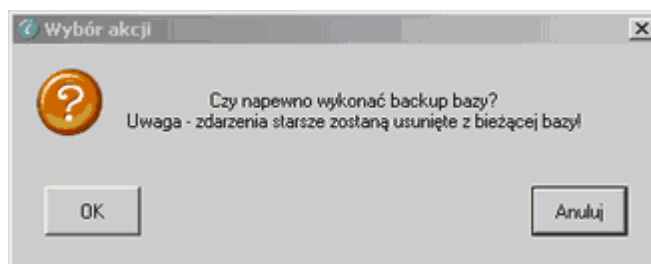 Wybór akcji
Czy napewno wykonać backup bazy?
Uwaga - zdarzenia starsze zostaną usunięte z bieżącej bazy!
OK
Anuluj